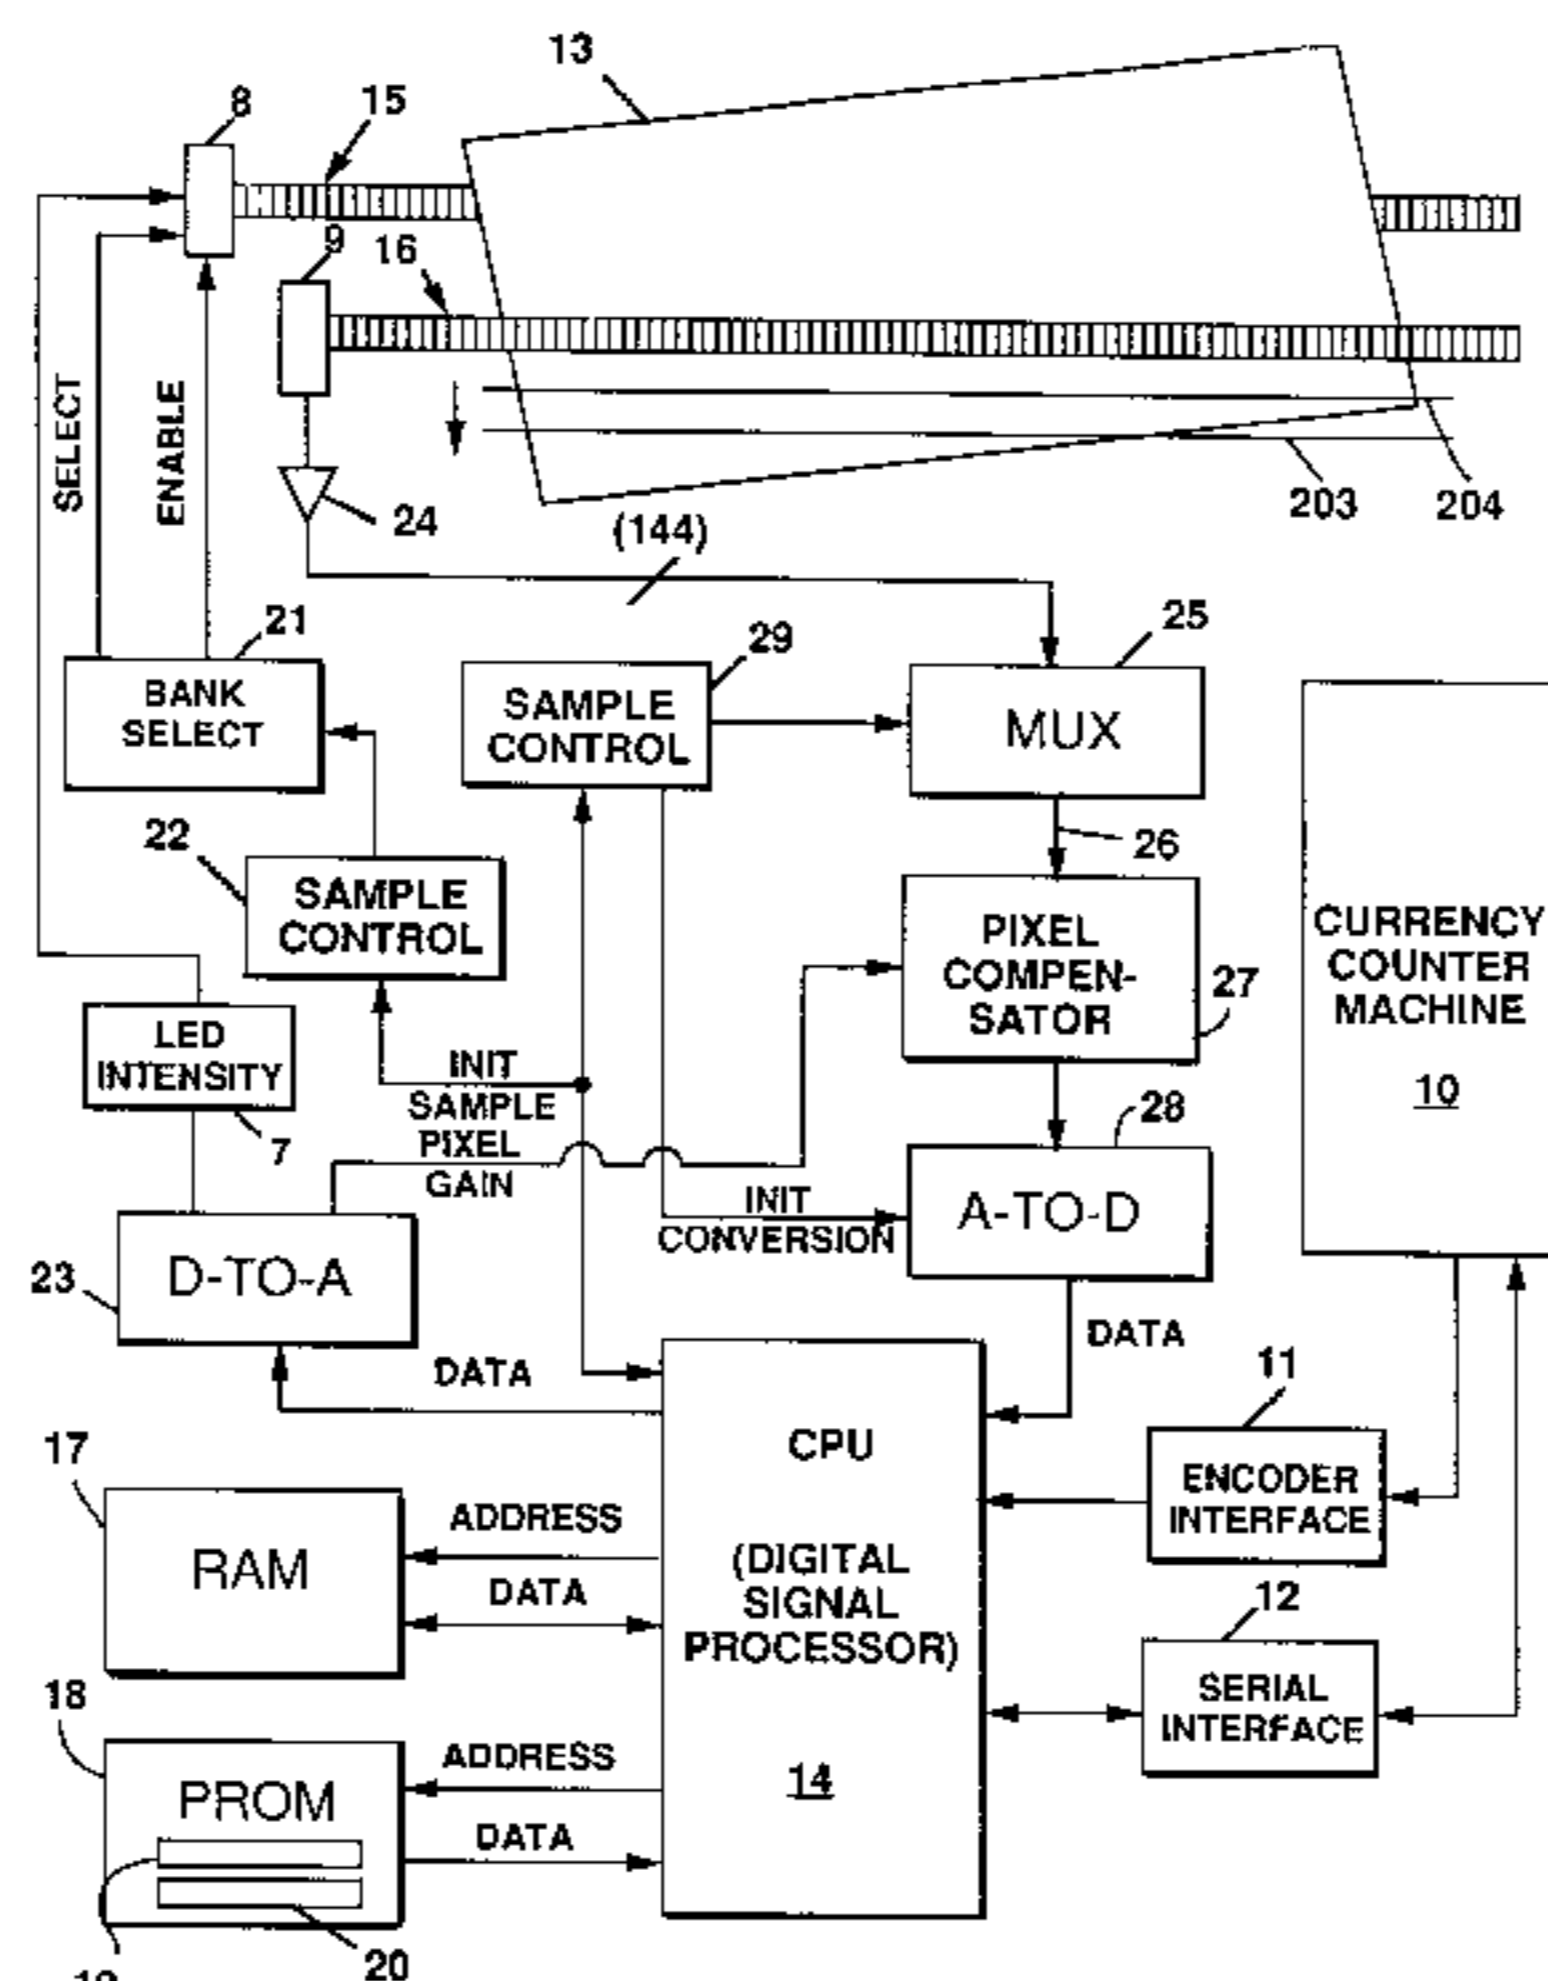 13
8
15
9
16
SELECT
ENABLE
24
(144)
203
204
21
BANK
SELECT
29
SAMPLE
CONTROL
25
MUX
22
SAMPLE
CONTROL
26
PIXEL
COMPEN-
SATOR
27
CURRENCY
COUNTER
MACHINE
10
LED
INTENSITY
7
INIT
SAMPLE
PIXEL
GAIN
28
A-TO-D
INIT
CONVERSION
23
D-TO-A
DATA
DATA
11
ENCODER
INTERFACE
17
RAM
ADDRESS
DATA
CPU
(DIGITAL
SIGNAL
PROCESSOR)
14
12
SERIAL
INTERFACE
18
PROM
ADDRESS
DATA
20